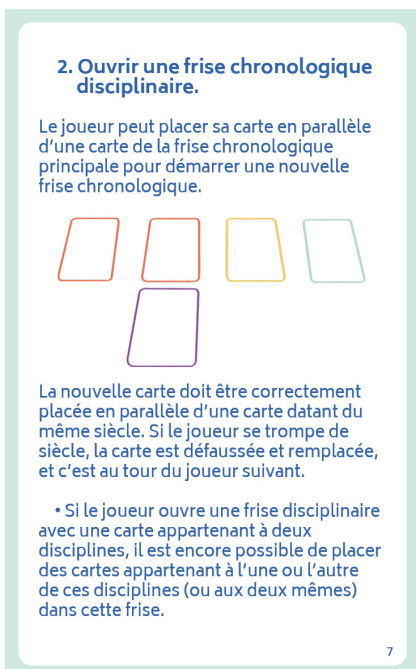 2. Ouvrir une frise chronologique
disciplinaire.
Le joueur peut placer sa carte en parallèle
d’une carte de la frise chronologique
principale pour démarrer une nouvelle
frise chronologique.
La nouvelle carte doit être correctement
placée en parallèle d’une carte datant du
même siècle. Si le joueur se trompe de
siècle, la carte est défaussée et remplacée,
et c’est au tour du joueur suivant.
• Si le joueur ouvre une frise disciplinaire
avec une carte appartenant à deux
disciplines, il est encore possible de placer
des cartes appartenant à l’une ou l’autre
de ces disciplines (ou aux deux mêmes)
dans cette frise.
7